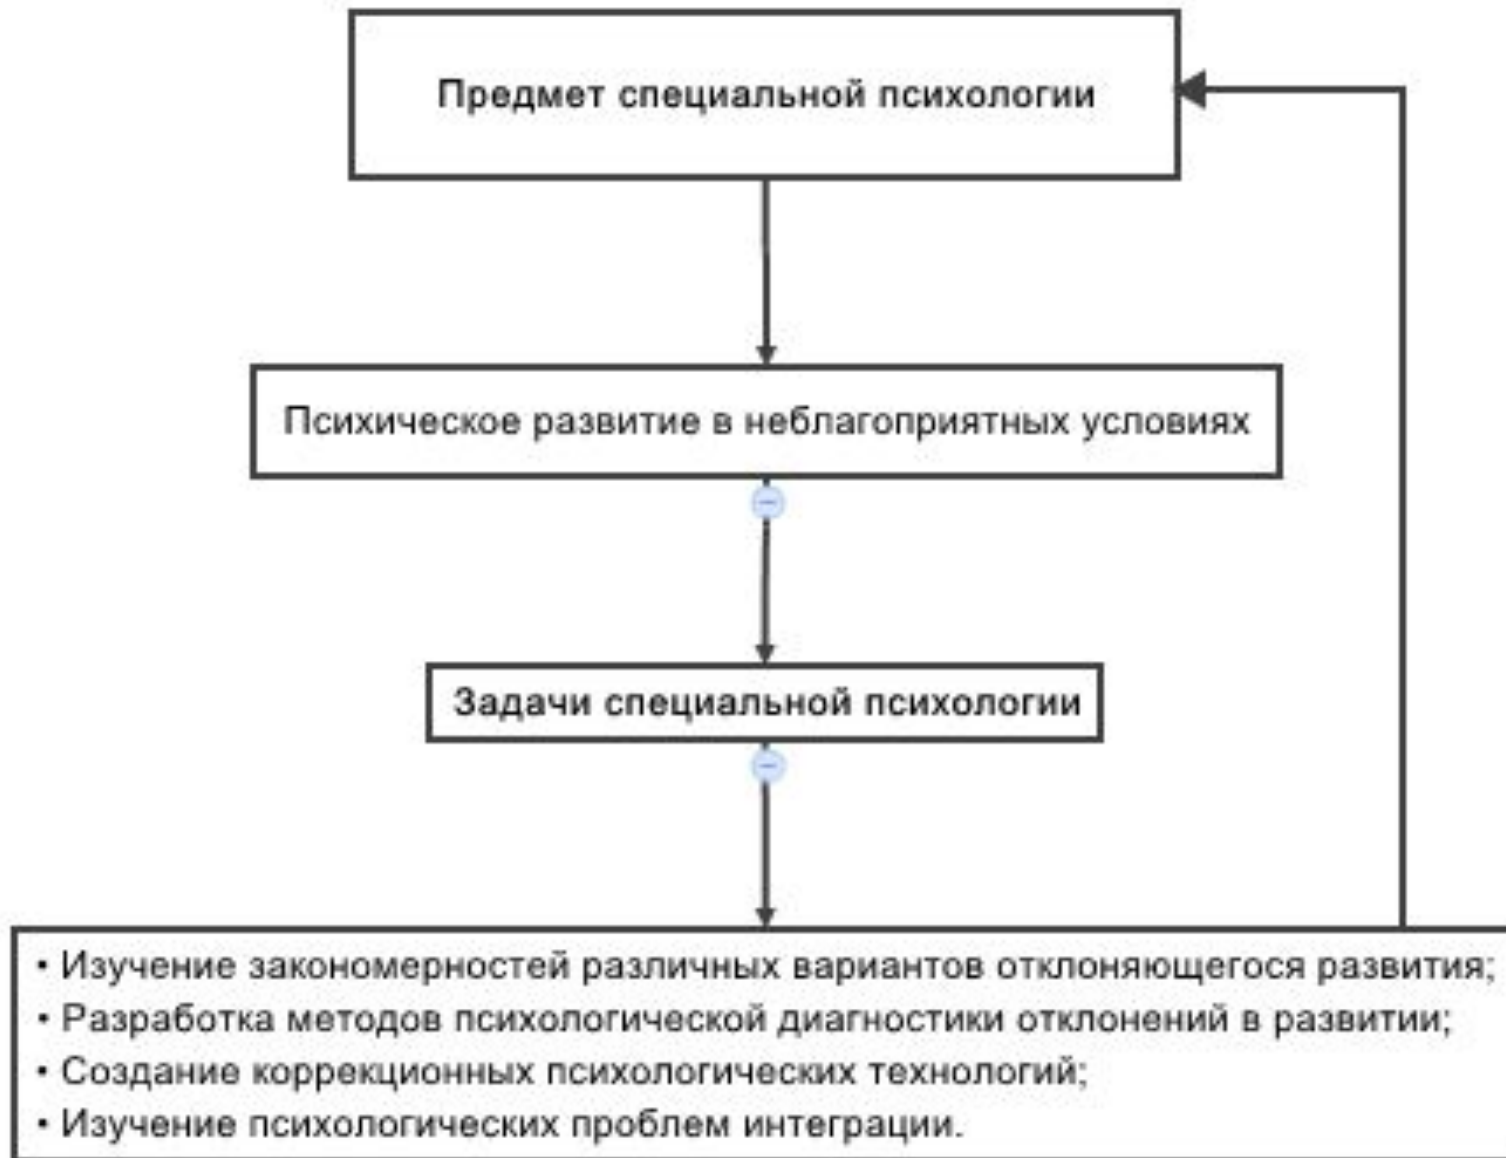 Предмет специальной психологии
Психическое развитие в неблагоприятных условиях
Задачи специальной психологии
• Изучение закономерностей различных вариантов отклоняющегося развития;
• Разработка методов психологической диагностики отклонений в развитии;
• Создание коррекционных психологических технологий;
• Изучение психологических проблем интеграции.